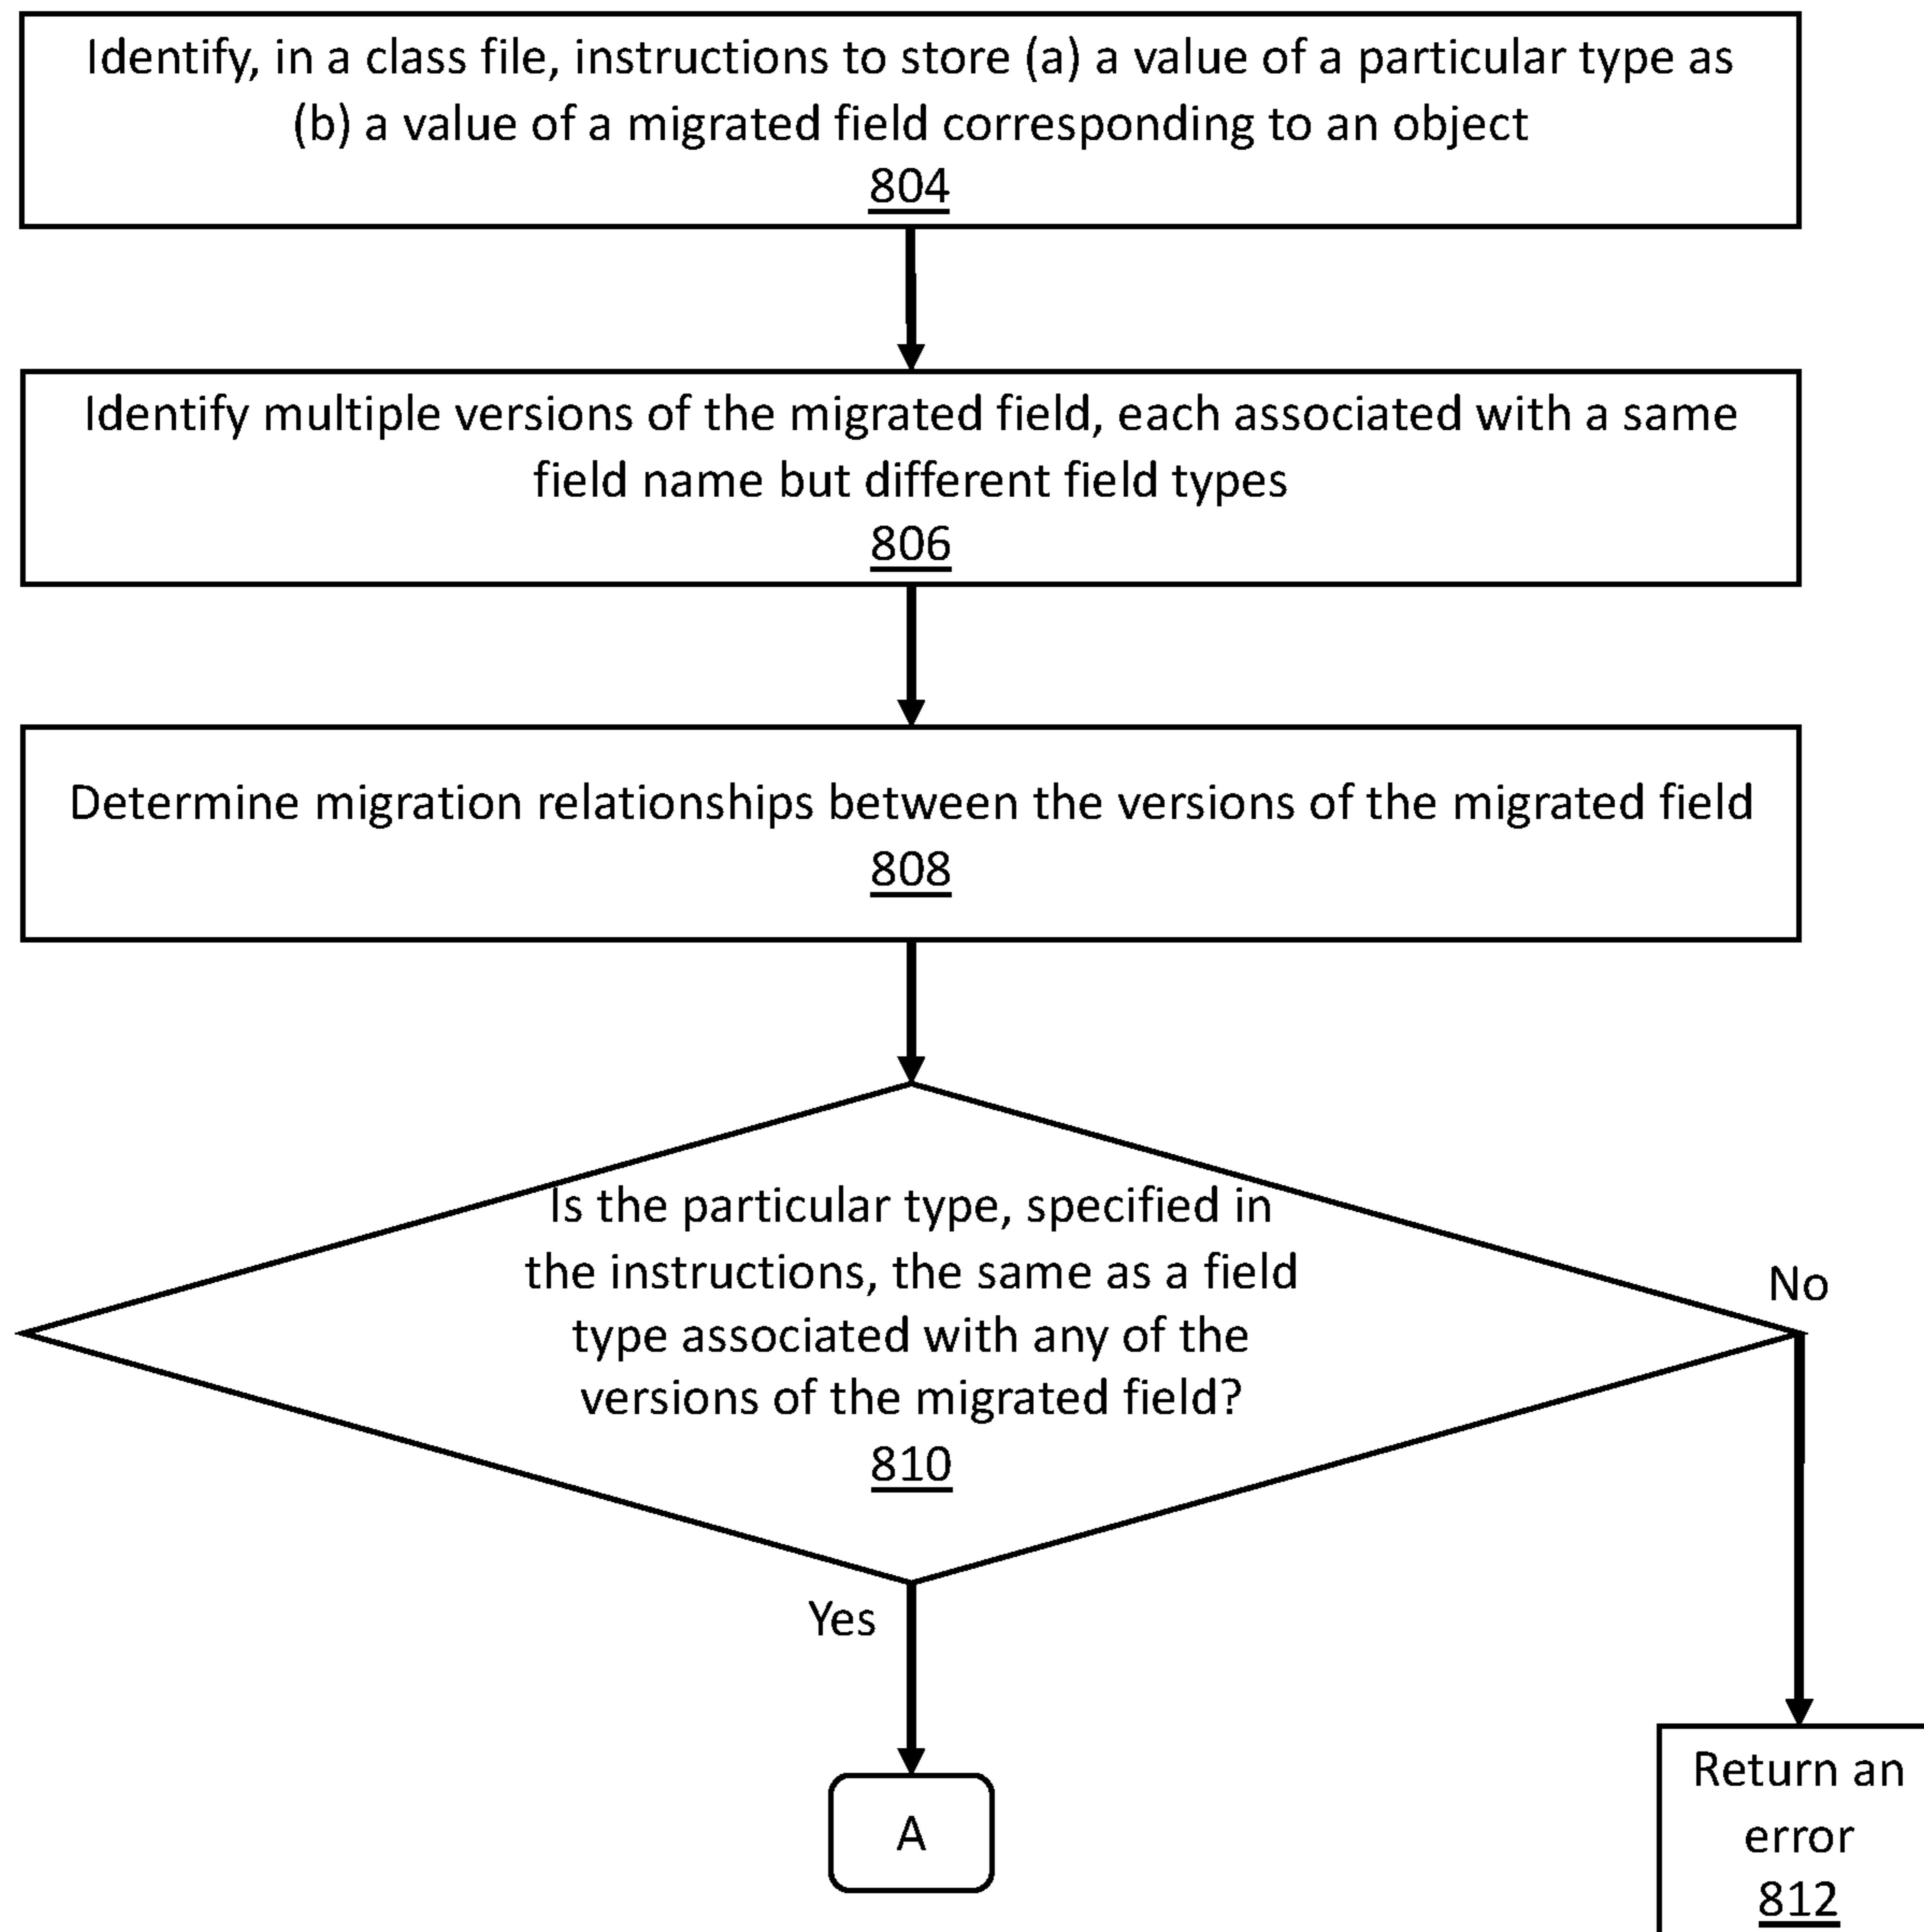 Identify, in a class file, instructions to store (a) a value of a particular type as
(b) a value of a migrated field corresponding to an object
804
Identify multiple versions of the migrated field, each associated with a same
field name but different field types
806
Determine migration relationships between the versions of the migrated field
808
Is the particular type, specified in
the instructions, the same as a field
type associated with any of the
versions of the migrated field?
810
No
Yes
A
Return an
error
812